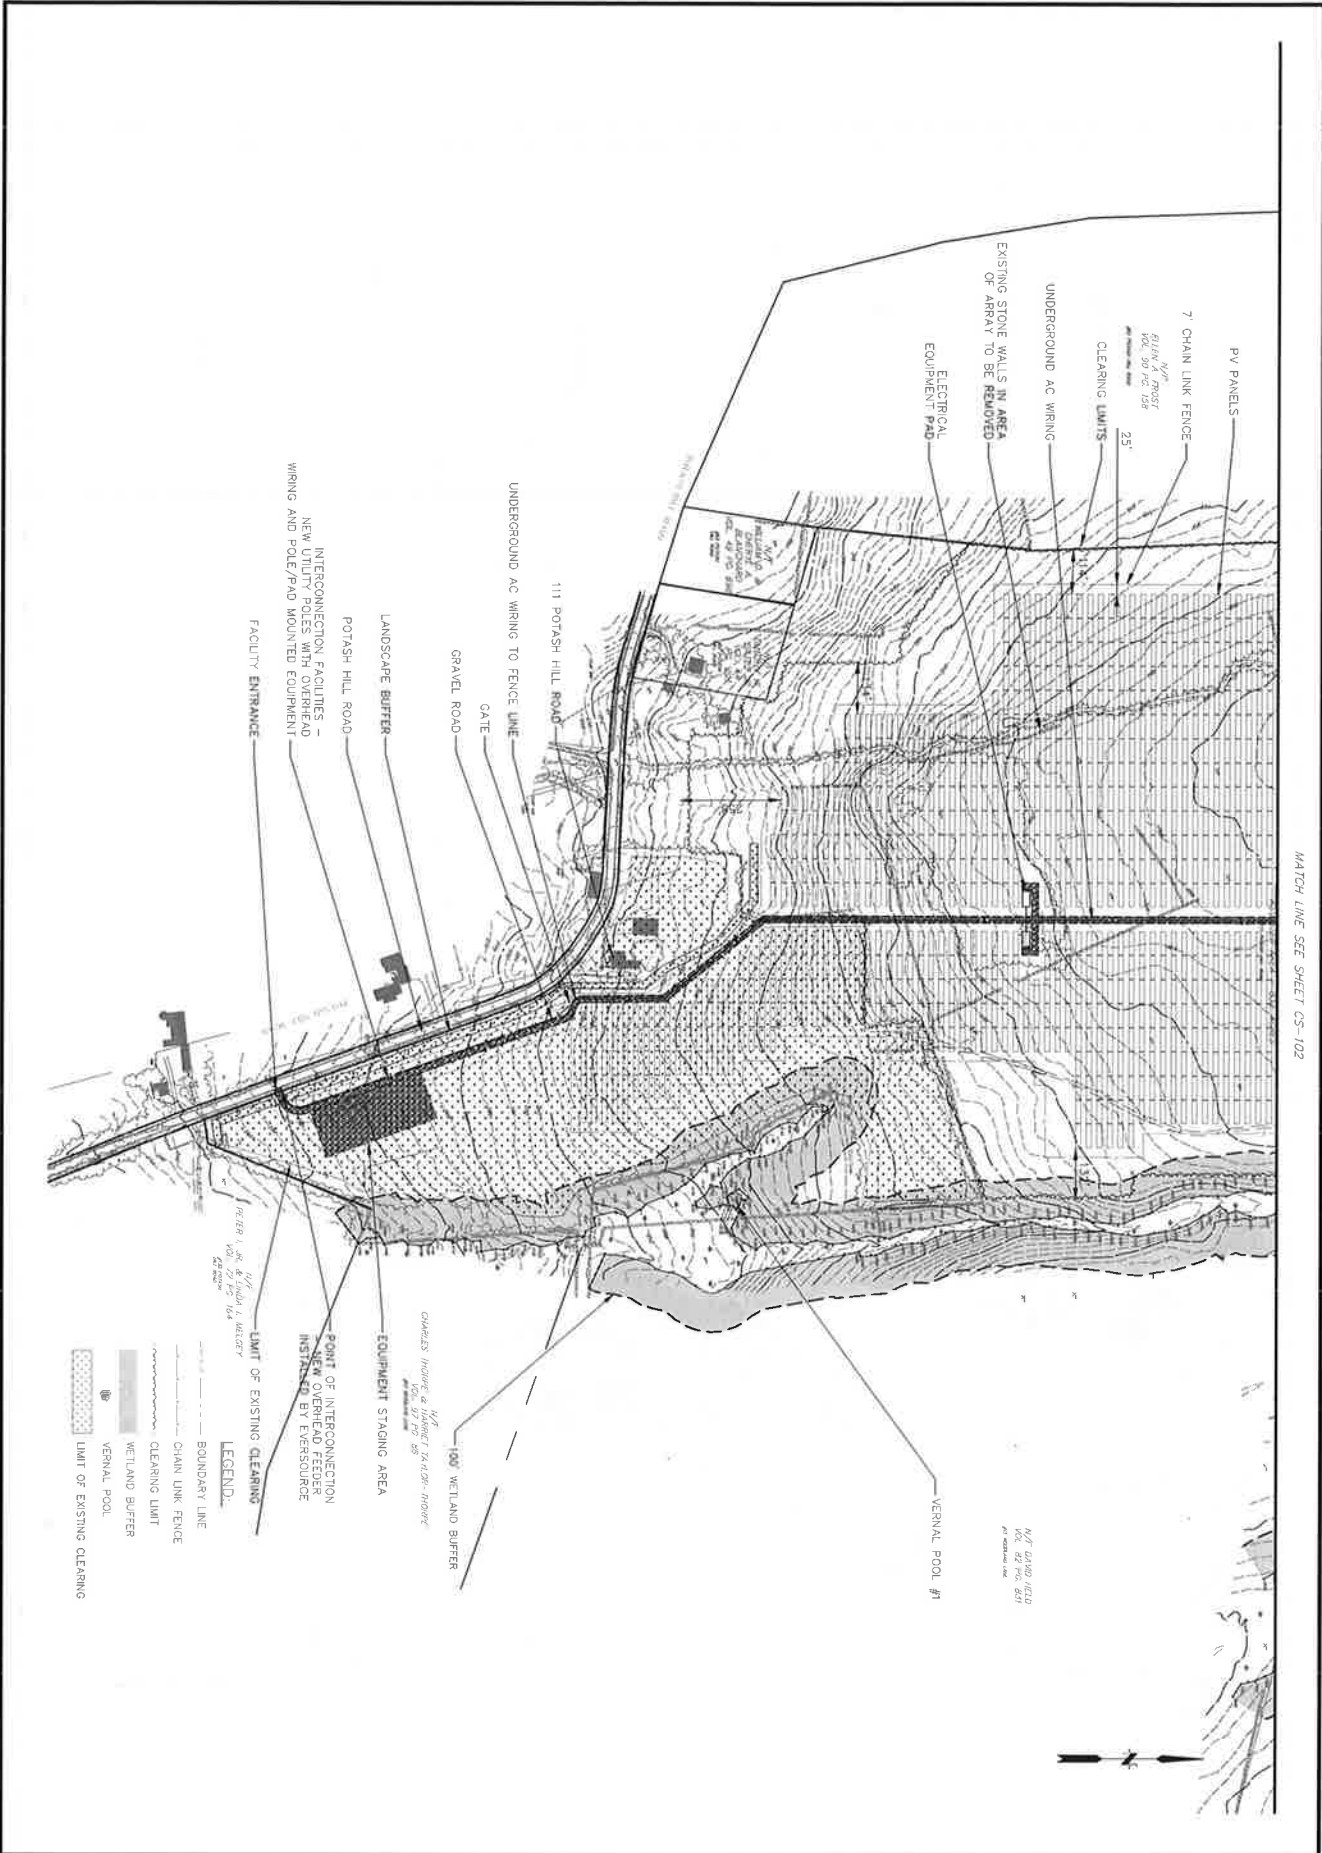 MATCH LINE SEE SHEET CS-102
PV PANELS
7' CHAIN LINK FENCE
N/F
ELLEN A FROST
VOL. 90 PG. 158
25'
CLEARING LIMITS
UNDERGROUND AC WIRING
EXISTING STONE WALLS IN AREA
OF ARRAY TO BE REMOVED
ELECTRICAL
EQUIPMENT PAD
N/F
WILLIAM O. &
CHERYL A.
BLANCHARD
111 POTASH HILL ROAD
UNDERGROUND AC WIRING TO FENCE LINE
GATE
GRAVEL ROAD
LANDSCAPE BUFFER
POTASH HILL ROAD
INTERCONNECTION FACILITIES -
NEW UTILITY POLES WITH OVERHEAD
WIRING AND POLE/PAD MOUNTED EQUIPMENT
FACILITY ENTRANCE
N/F DAVID HELD
VOL. 82 PG. 831
VERNAL POOL #1
100' WETLAND BUFFER
N/F
CHARLES THORPE & HARRIET TAYLOR-THORPE
VOL. 97 PG. 88
EQUIPMENT STAGING AREA
POINT OF INTERCONNECTION
- NEW OVERHEAD FEEDER
INSTALLED BY EVERSOURCE
LIMIT OF EXISTING CLEARING
N/F
PETER I. JR. & LINDA L. MELGEY
VOL. 72 PG. 164
LEGEND:
BOUNDARY LINE
CHAIN LINK FENCE
CLEARING LIMIT
WETLAND BUFFER
VERNAL POOL
LIMIT OF EXISTING CLEARING